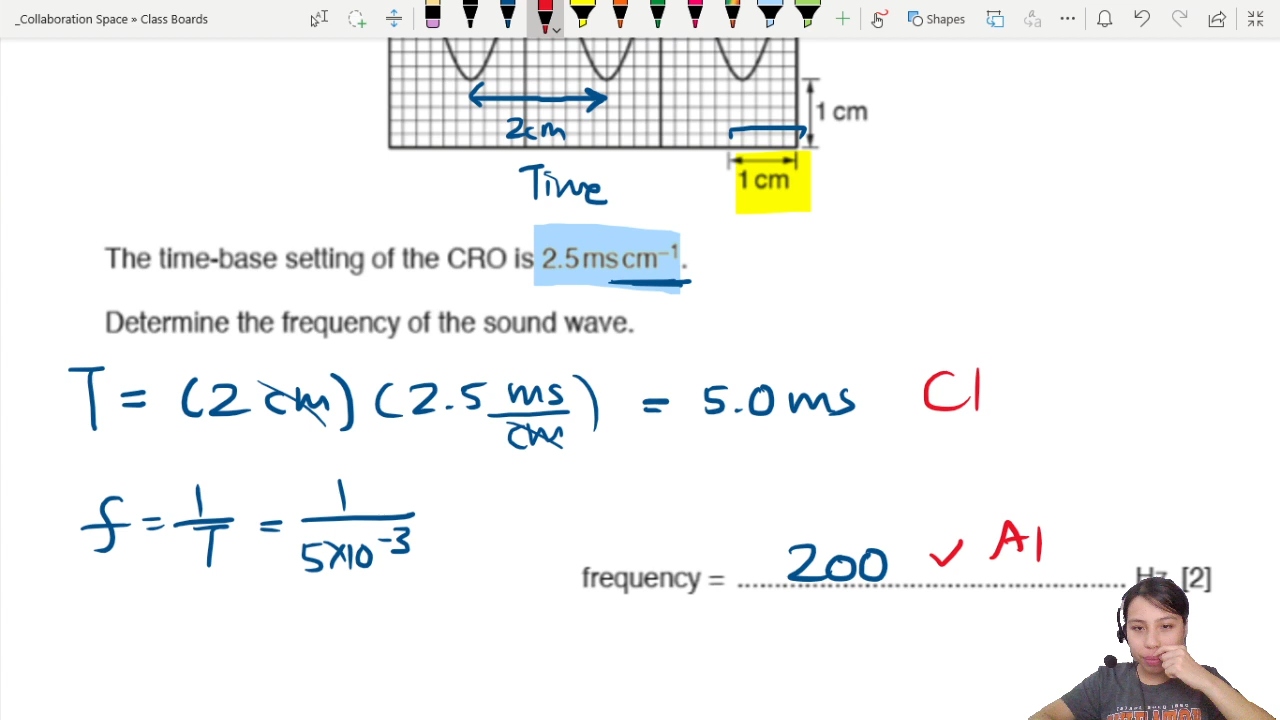 _Collaboration Space » Class Boards
Shapes
2cm
1 cm
1 cm
Time
The time-base setting of the CRO is 2.5 ms cm⁻¹.
Determine the frequency of the sound wave.
T = (2 cm) (2.5 ms/cm) = 5.0 ms C1
f = 1/T = 1/5×10⁻³
frequency = 200 ✓ A1 Hz [2]